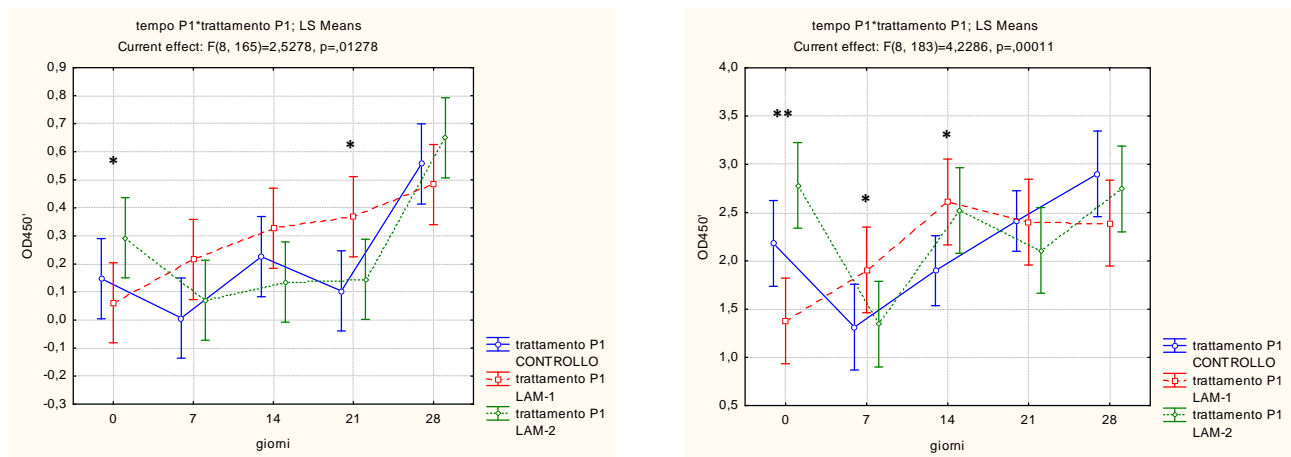 tempo P1*trattamento P1; LS Means
Current effect: F(8, 165)=2,5278, p=,01278
0,9
0,8
0,7
0,6
0,5
0,4
0,3
0,2
0,1
0,0
-0,1
-0,2
-0,3
OD450'
*
*
0
7
14
21
28
giorni
trattamento P1
CONTROLLO
trattamento P1
LAM-1
trattamento P1
LAM-2
tempo P1*trattamento P1; LS Means
Current effect: F(8, 183)=4,2286, p=,00011
4,0
3,5
3,0
2,5
2,0
1,5
1,0
0,5
OD450'
**
*
*
0
7
14
21
28
giorni
trattamento P1
CONTROLLO
trattamento P1
LAM-1
trattamento P1
LAM-2